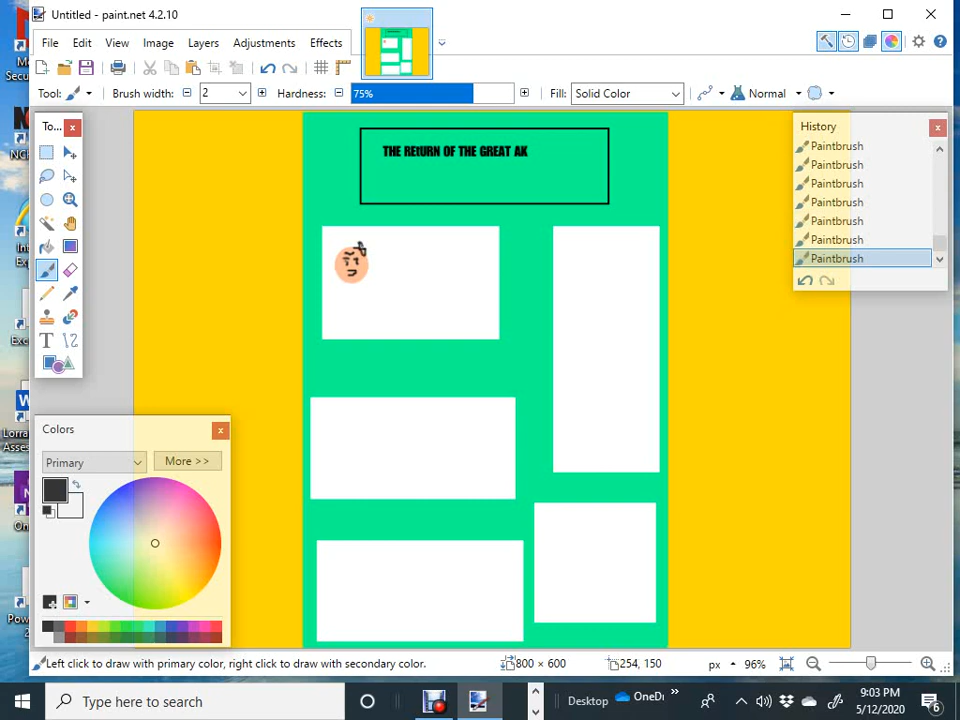 Untitled - paint.net 4.2.10
File Edit View Image Layers Adjustments Effects
Tool: Brush width: 2 Hardness: 75% Fill: Solid Color Normal
To...
History
THE REtURN OF THE GREAT AK
Paintbrush
Paintbrush
Paintbrush
Paintbrush
Paintbrush
Paintbrush
Paintbrush
Colors
Primary
More >>
Left click to draw with primary color, right click to draw with secondary color.
800 × 600
254, 150
px
96%
Type here to search
Desktop
OneDr
9:03 PM
5/12/2020
6